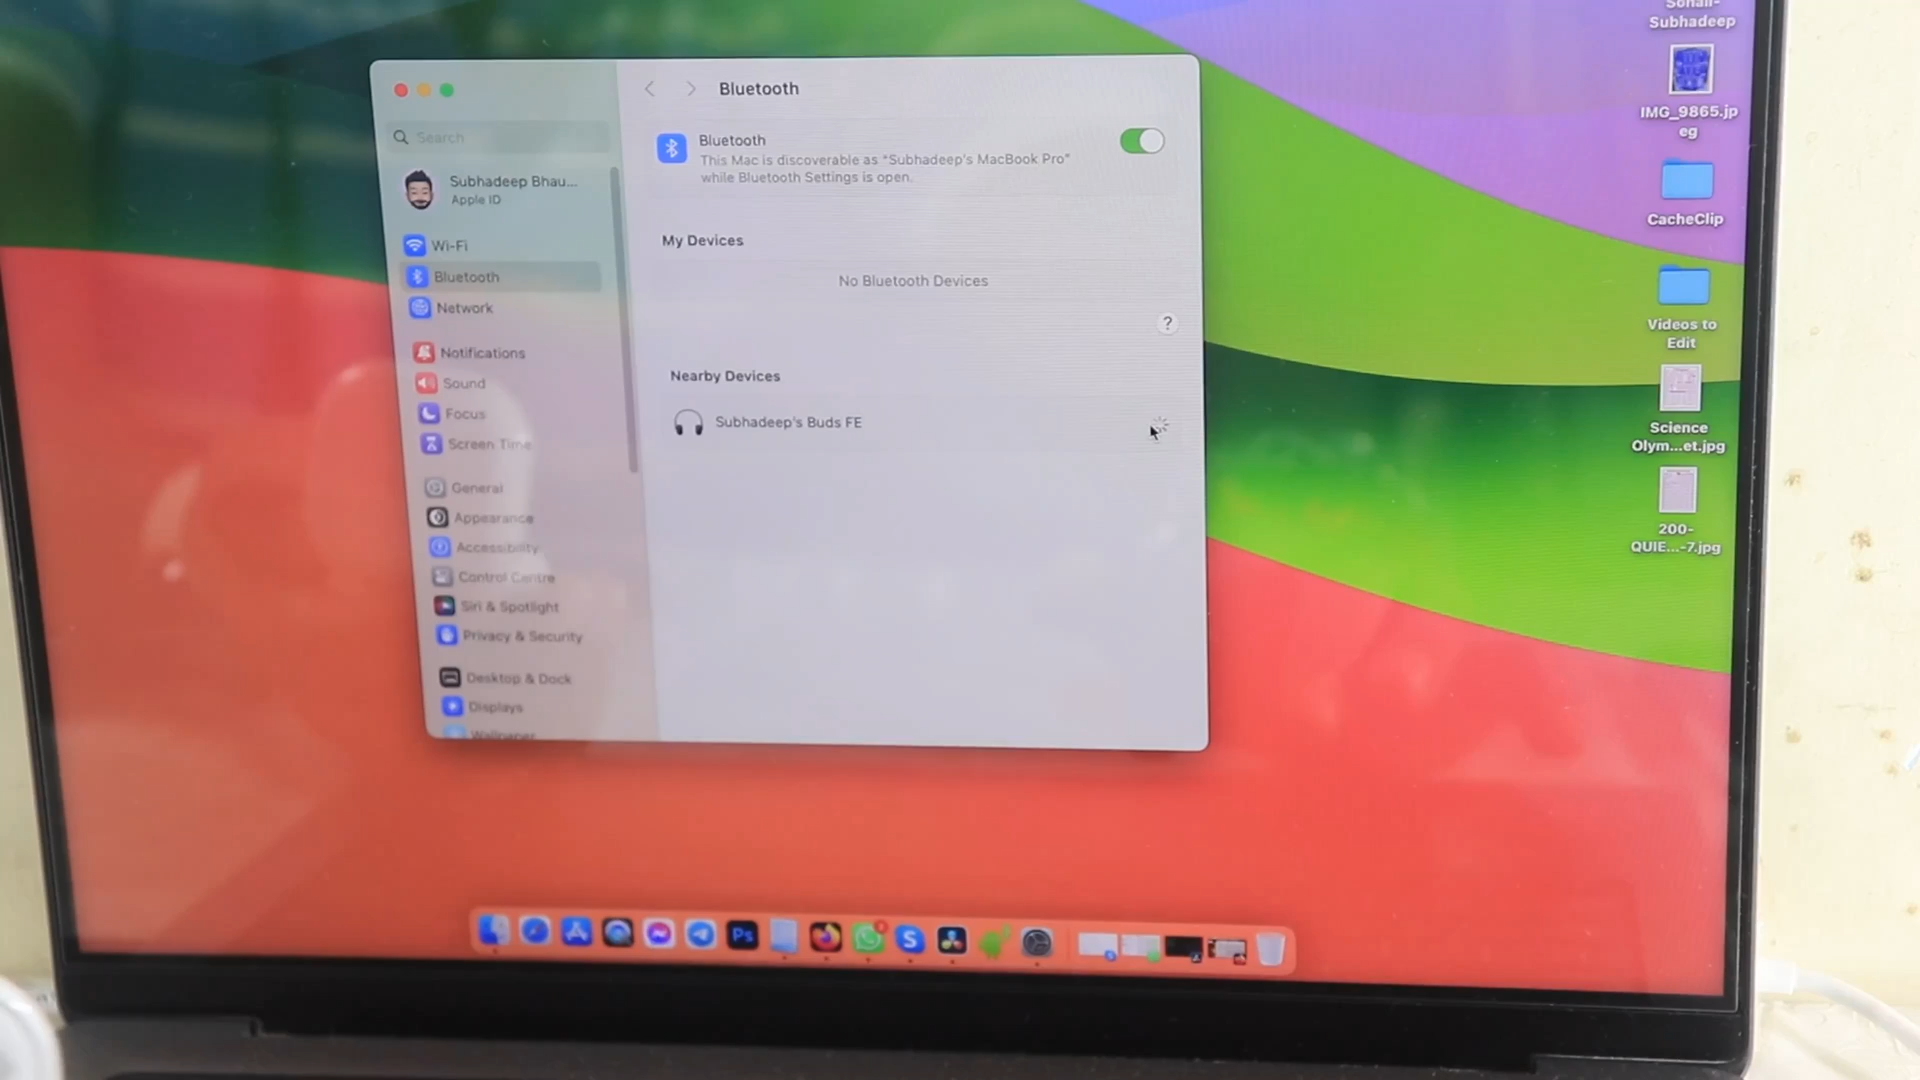 Subhadeep
IMG_9865.jp
eg
CacheClip
Videos to
Edit
Science
Olym...et.jpg
200-
QUIE...-7.jpg
Search
Subhadeep Bhau...
Apple ID
Wi-Fi
Bluetooth
Network
Notifications
Sound
Focus
Screen Time
General
Appearance
Accessibility
Control Centre
Siri & Spotlight
Privacy & Security
Desktop & Dock
Displays
Wallpaper
Bluetooth
Bluetooth
This Mac is discoverable as “Subhadeep's MacBook Pro”
while Bluetooth Settings is open.
My Devices
No Bluetooth Devices
?
Nearby Devices
Subhadeep's Buds FE
Ps